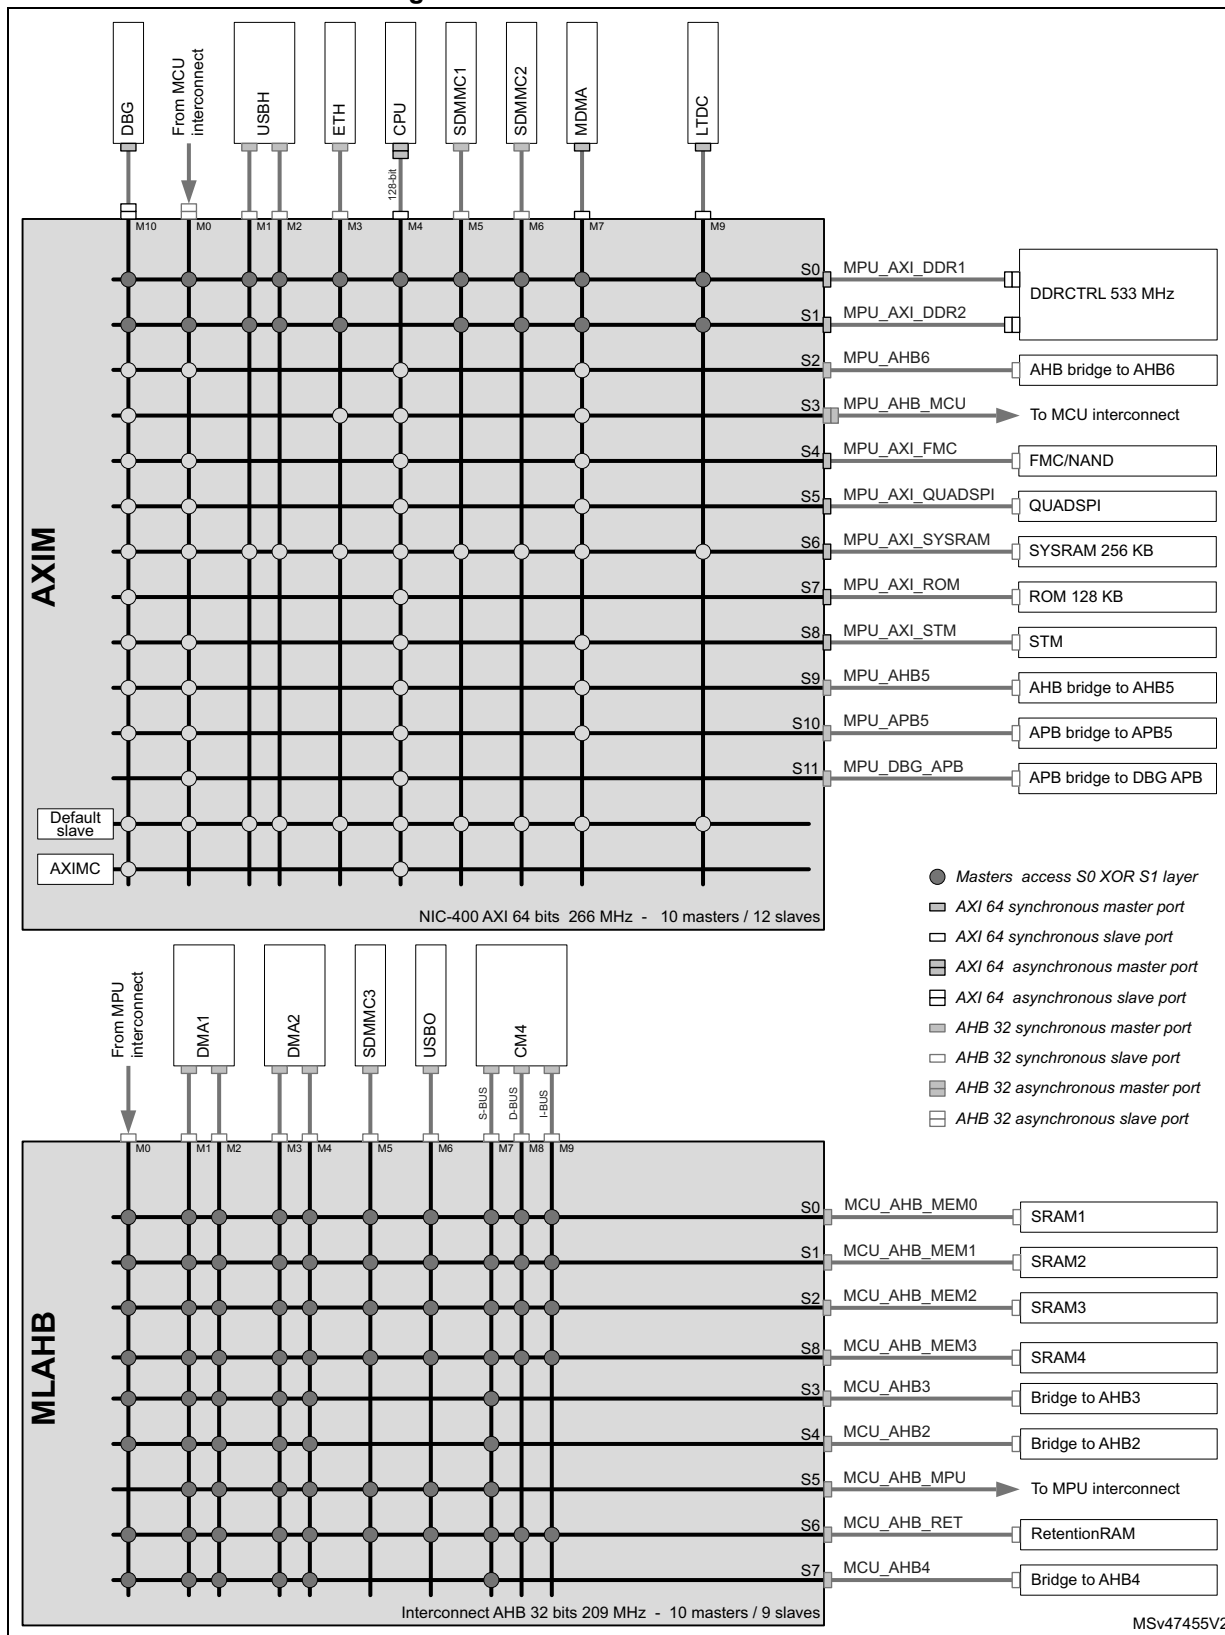 DBG
From MCU
interconnect
USBH
ETH
CPU
SDMMC1
SDMMC2
MDMA
LTDC
128-bit
M10
M0
M1
M2
M3
M4
M5
M6
M7
M9
AXIM
S0
MPU_AXI_DDR1
DDRCTRL 533 MHz
S1
MPU_AXI_DDR2
S2
MPU_AHB6
AHB bridge to AHB6
S3
MPU_AHB_MCU
To MCU interconnect
S4
MPU_AXI_FMC
FMC/NAND
S5
MPU_AXI_QUADSPI
QUADSPI
S6
MPU_AXI_SYSRAM
SYSRAM 256 KB
S7
MPU_AXI_ROM
ROM 128 KB
S8
MPU_AXI_STM
STM
S9
MPU_AHB5
AHB bridge to AHB5
S10
MPU_APB5
APB bridge to APB5
S11
MPU_DBG_APB
APB bridge to DBG APB
Default
slave
AXIMC
NIC-400 AXI 64 bits 266 MHz - 10 masters / 12 slaves
Masters access S0 XOR S1 layer
AXI 64 synchronous master port
AXI 64 synchronous slave port
AXI 64 asynchronous master port
AXI 64 asynchronous slave port
AHB 32 synchronous master port
AHB 32 synchronous slave port
AHB 32 asynchronous master port
AHB 32 asynchronous slave port
From MPU
interconnect
DMA1
DMA2
SDMMC3
USBO
CM4
S-BUS
D-BUS
I-BUS
M0
M1
M2
M3
M4
M5
M6
M7
M8
M9
MLAHB
S0
MCU_AHB_MEM0
SRAM1
S1
MCU_AHB_MEM1
SRAM2
S2
MCU_AHB_MEM2
SRAM3
S8
MCU_AHB_MEM3
SRAM4
S3
MCU_AHB3
Bridge to AHB3
S4
MCU_AHB2
Bridge to AHB2
S5
MCU_AHB_MPU
To MPU interconnect
S6
MCU_AHB_RET
RetentionRAM
S7
MCU_AHB4
Bridge to AHB4
Interconnect AHB 32 bits 209 MHz - 10 masters / 9 slaves
MSv47455V2